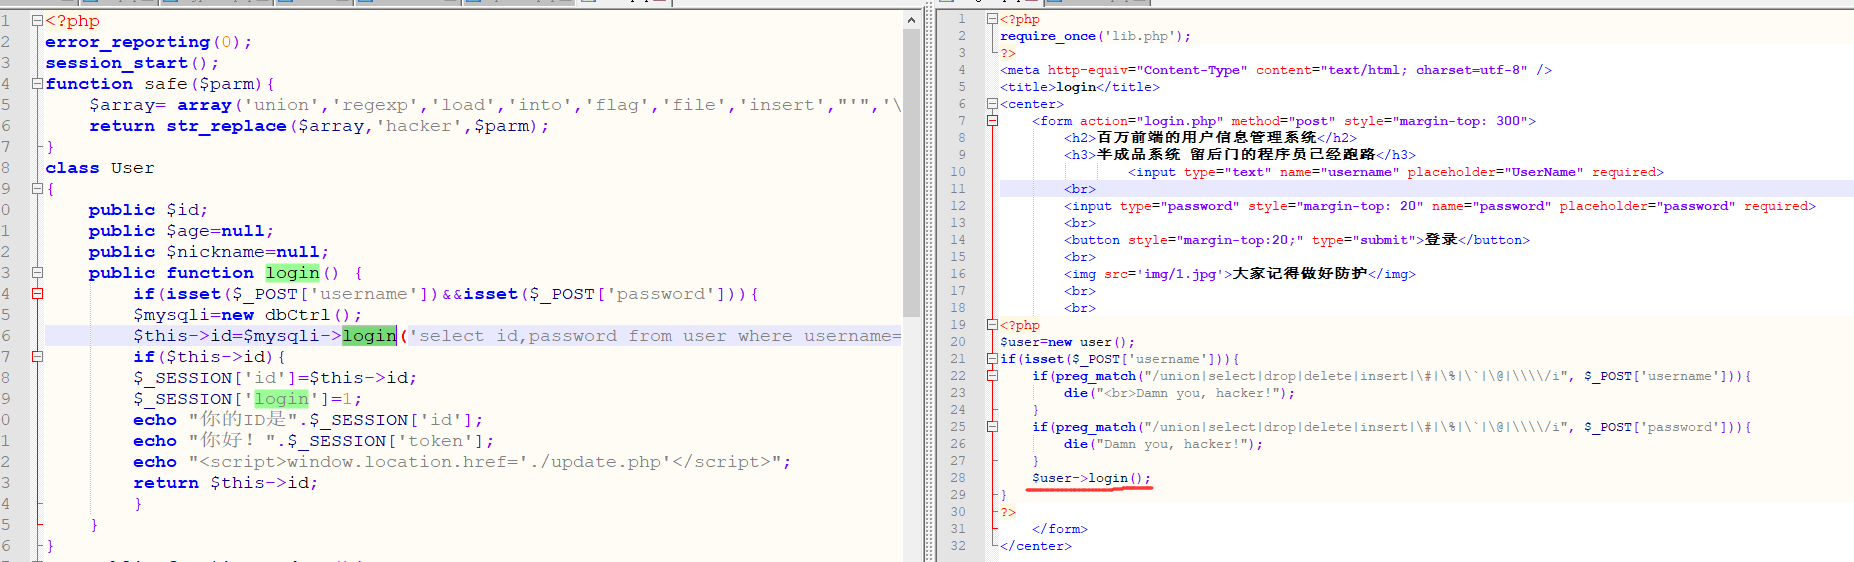 1 <?php
2 error_reporting(0);
3 session_start();
4 function safe($parm){
5 $array= array('union','regexp','load','into','flag','file','insert',"'",'\
6 return str_replace($array,'hacker',$parm);
7 }
8 class User
9 {
0 public $id;
1 public $age=null;
2 public $nickname=null;
3 public function login() {
4 if(isset($_POST['username'])&&isset($_POST['password'])){
5 $mysqli=new dbCtrl();
6 $this->id=$mysqli->login('select id,password from user where username=
7 if($this->id){
8 $_SESSION['id']=$this->id;
9 $_SESSION['login']=1;
0 echo "你的ID是".$_SESSION['id'];
1 echo "你好！".$_SESSION['token'];
2 echo "<script>window.location.href='./update.php'</script>";
3 return $this->id;
4 }
5 }
6 }
1 <?php
2 require_once('lib.php');
3 ?>
4 <meta http-equiv="Content-Type" content="text/html; charset=utf-8" />
5 <title>login</title>
6 <center>
7 <form action="login.php" method="post" style="margin-top: 300">
8 <h2>百万前端的用户信息管理系统</h2>
9 <h3>半成品系统 留后门的程序员已经跑路</h3>
10 <input type="text" name="username" placeholder="UserName" required>
11 <br>
12 <input type="password" style="margin-top: 20" name="password" placeholder="password" required>
13 <br>
14 <button style="margin-top:20;" type="submit">登录</button>
15 <br>
16 <img src='img/1.jpg'>大家记得做好防护</img>
17 <br>
18 <br>
19 <?php
20 $user=new user();
21 if(isset($_POST['username'])){
22 if(preg_match("/union|select|drop|delete|insert|\#|\%|\`|\@|\\\\/i", $_POST['username'])){
23 die("<br>Damn you, hacker!");
24 }
25 if(preg_match("/union|select|drop|delete|insert|\#|\%|\`|\@|\\\\/i", $_POST['password'])){
26 die("Damn you, hacker!");
27 }
28 $user->login();
29 }
30 ?>
31 </form>
32 </center>